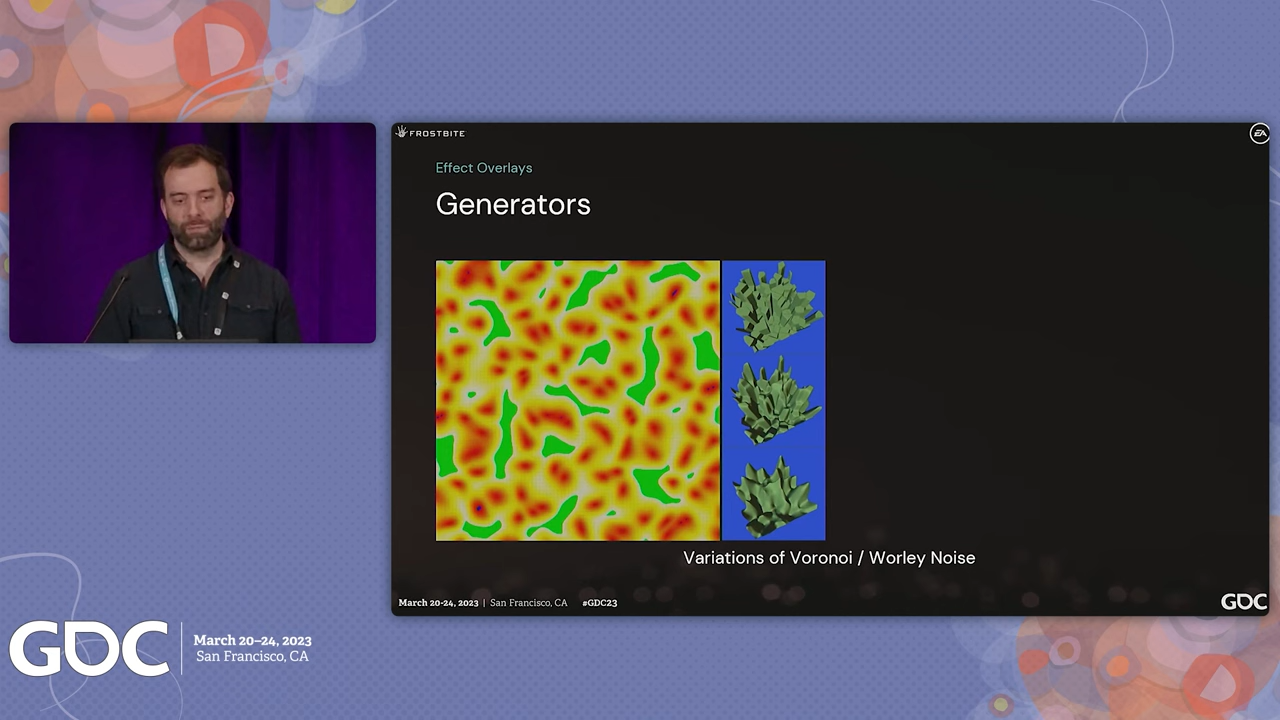 FROSTBITE
EA
Effect Overlays
Generators
Variations of Voronoi / Worley Noise
March 20-24, 2023 | San Francisco, CA #GDC23
GDC
GDC
March 20–24, 2023
San Francisco, CA